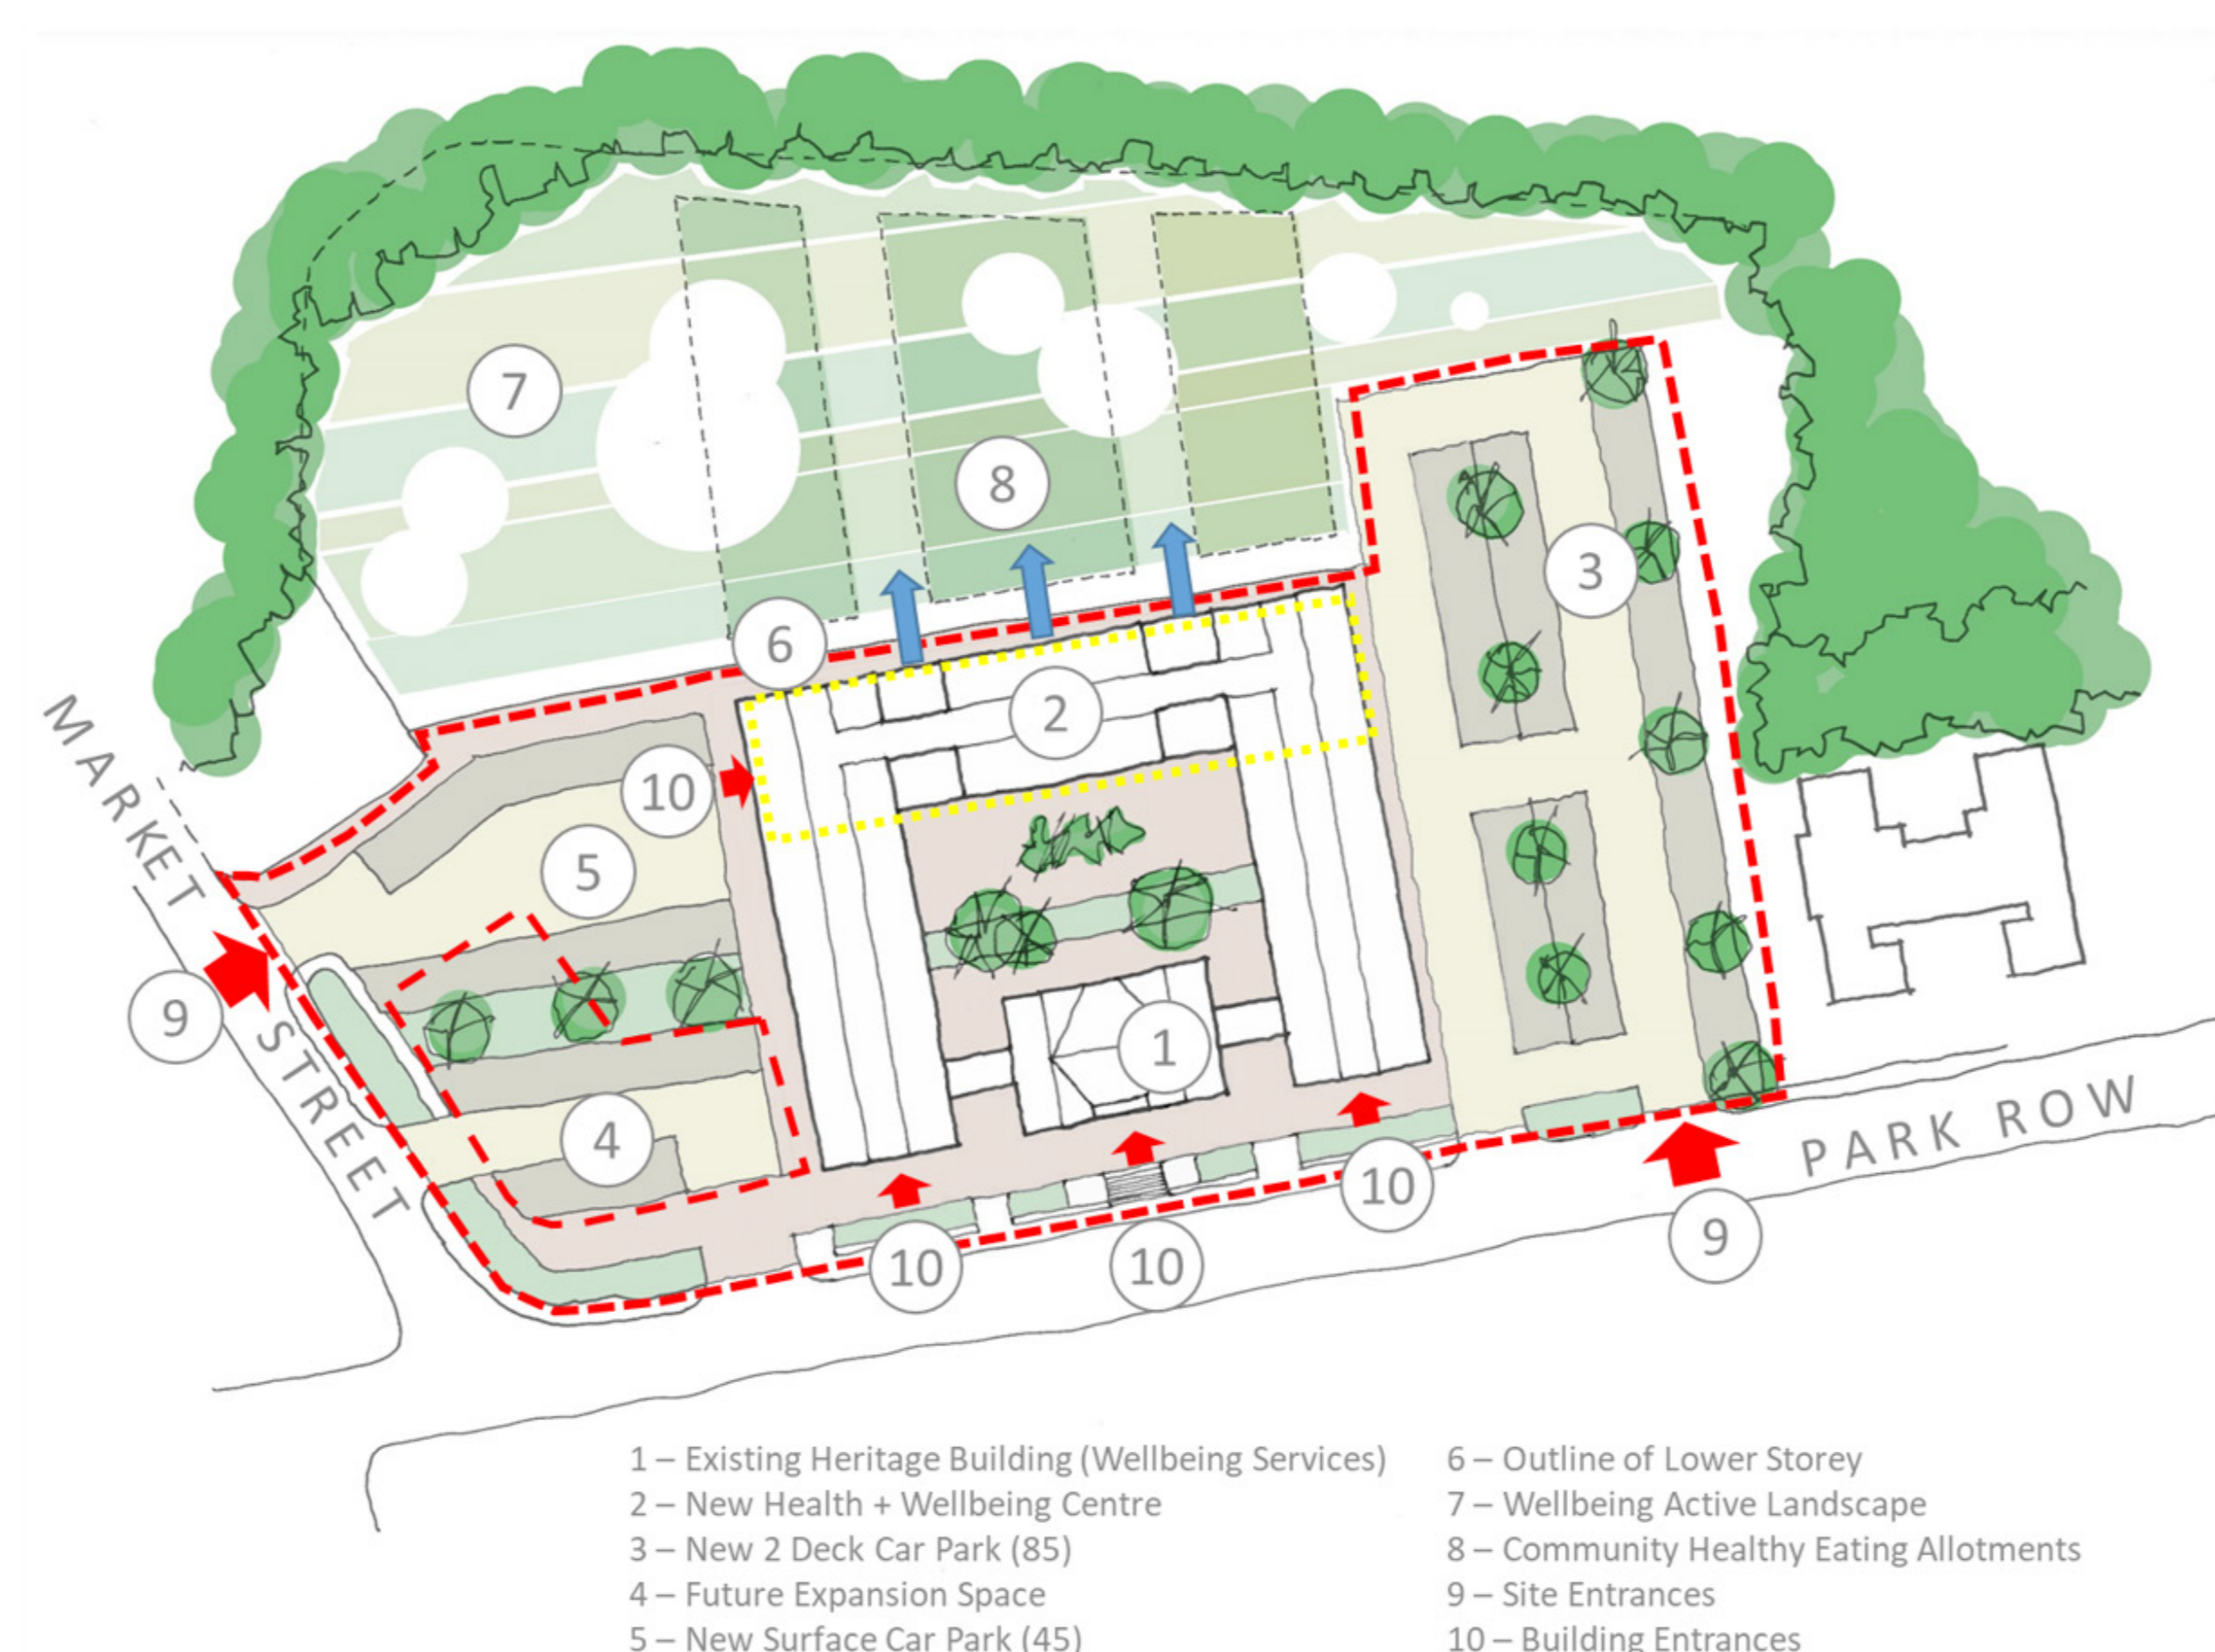 7
8
3
6
2
10
5
MARKET STREET
9
1
4
PARK ROW
10
10
10
9
1 – Existing Heritage Building (Wellbeing Services)
2 – New Health + Wellbeing Centre
3 – New 2 Deck Car Park (85)
4 – Future Expansion Space
5 – New Surface Car Park (45)
6 – Outline of Lower Storey
7 – Wellbeing Active Landscape
8 – Community Healthy Eating Allotments
9 – Site Entrances
10 – Building Entrances